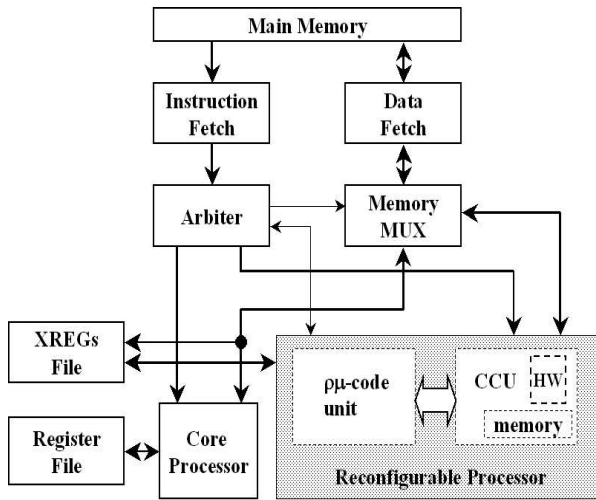 Main Memory
Instruction
Fetch
Data
Fetch
Arbiter
Memory
MUX
XREGs
File
ρμ-code
unit
CCU
HW
memory
Register
File
Core
Processor
Reconfigurable Processor